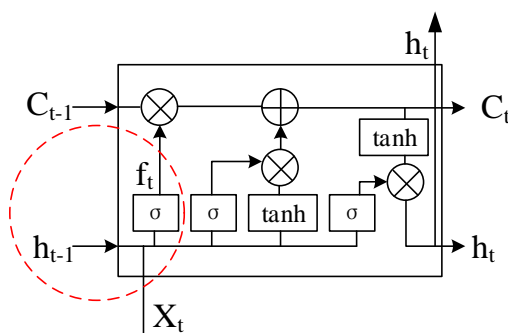 h_t
C_{t-1}
C_t
tanh
f_t
σ
σ
tanh
σ
h_{t-1}
h_t
X_t